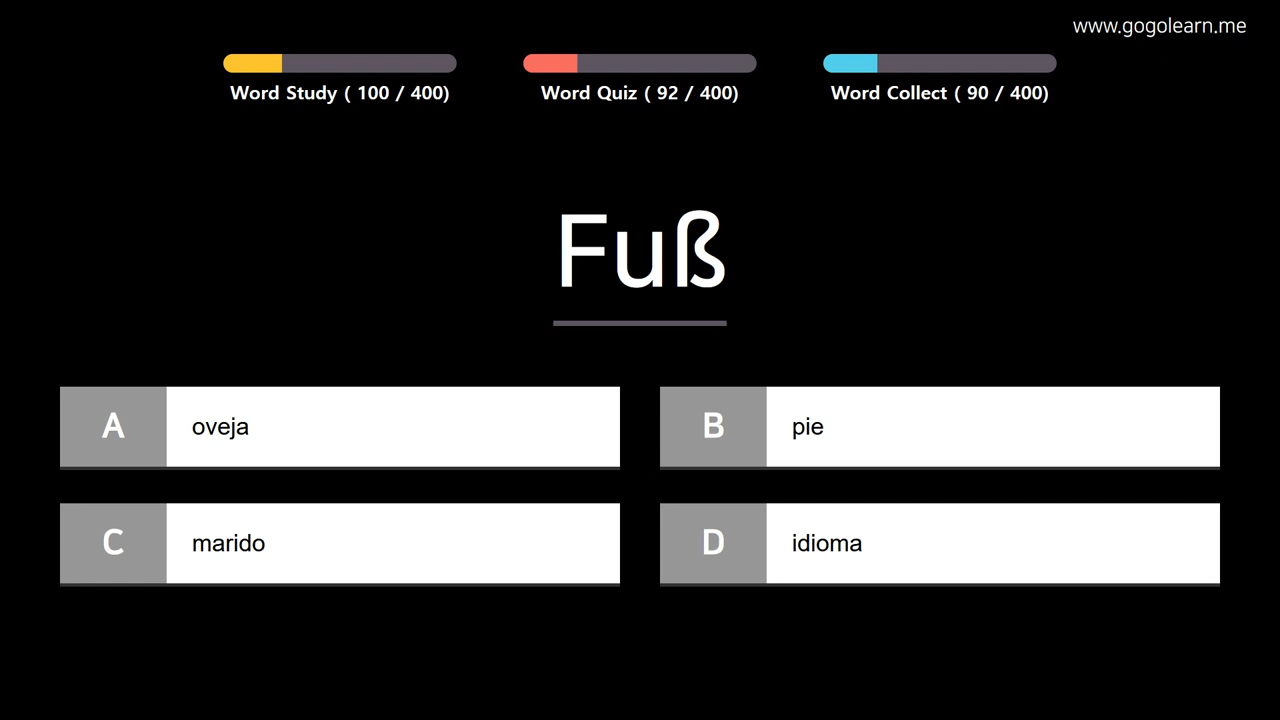 www.gogolearn.me
Word Study ( 100 / 400)
Word Quiz ( 92 / 400)
Word Collect ( 90 / 400)
Fuß
A oveja
B pie
C marido
D idioma